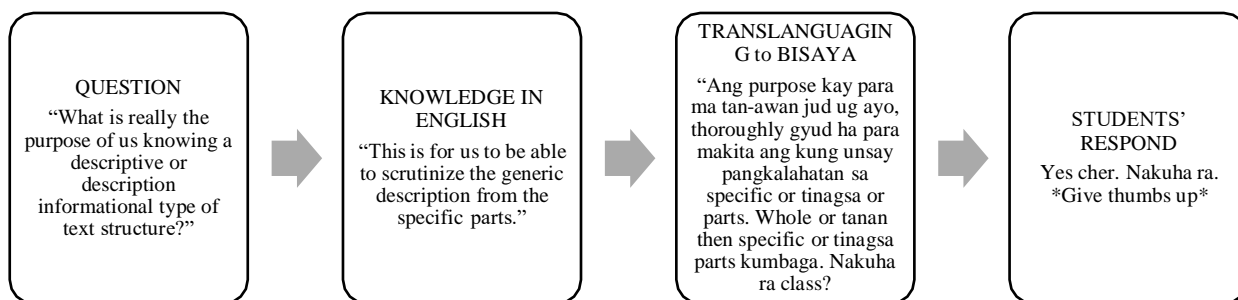 QUESTION
“What is really the
purpose of us knowing a
descriptive or
description
informational type of
text structure?”
KNOWLEDGE IN
ENGLISH
“This is for us to be able
to scrutinize the generic
description from the
specific parts.”
TRANSLANGUAGIN
G to BISAYA
“Ang purpose kay para
ma tan-awan jud ug ayo,
thoroughly gyud ha para
makita ang kung unsay
pangkalahatan sa
specific or tinagsa or
parts. Whole or tanan
then specific or tinagsa
parts kumbaga. Nakuha
ra class?
STUDENTS’
RESPOND
Yes cher. Nakuha ra.
*Give thumbs up*